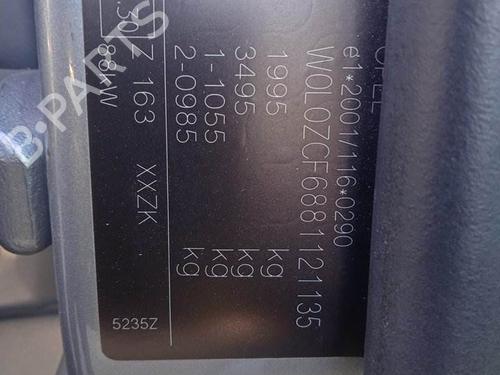 OPEL
e1*2001/116*0290
W0L0ZCF6881121135
1995 kg
3495 kg
1-1055 kg
2-0985 kg
Z 163 XXZK
5235Z
B-PARTS